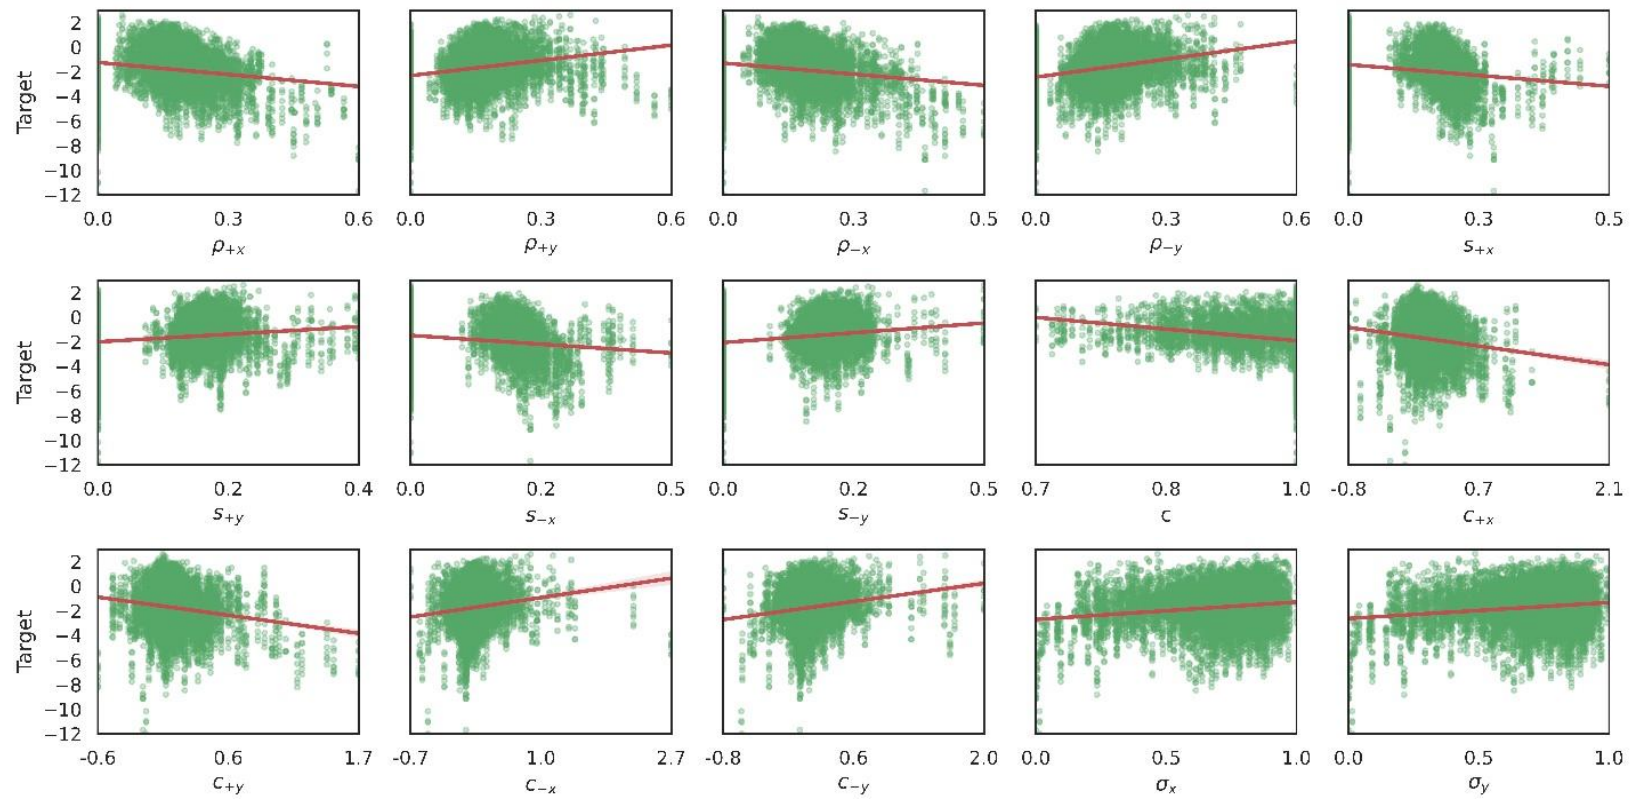 2
0
−2
−4
−6
−8
−10
−12
Target
0.0 0.3 0.6
ρ+x
0.0 0.3 0.6
ρ+y
0.0 0.3 0.5
ρ−x
0.0 0.3 0.6
ρ−y
0.0 0.3 0.5
s+x
2
0
−2
−4
−6
−8
−10
−12
Target
0.0 0.2 0.4
s+y
0.0 0.2 0.5
s−x
0.0 0.2 0.5
s−y
0.7 0.8 1.0
c
-0.8 0.7 2.1
c+x
2
0
−2
−4
−6
−8
−10
−12
Target
-0.6 0.6 1.7
c+y
-0.7 1.0 2.7
c−x
-0.8 0.6 2.0
c−y
0.0 0.5 1.0
σx
0.0 0.5 1.0
σy